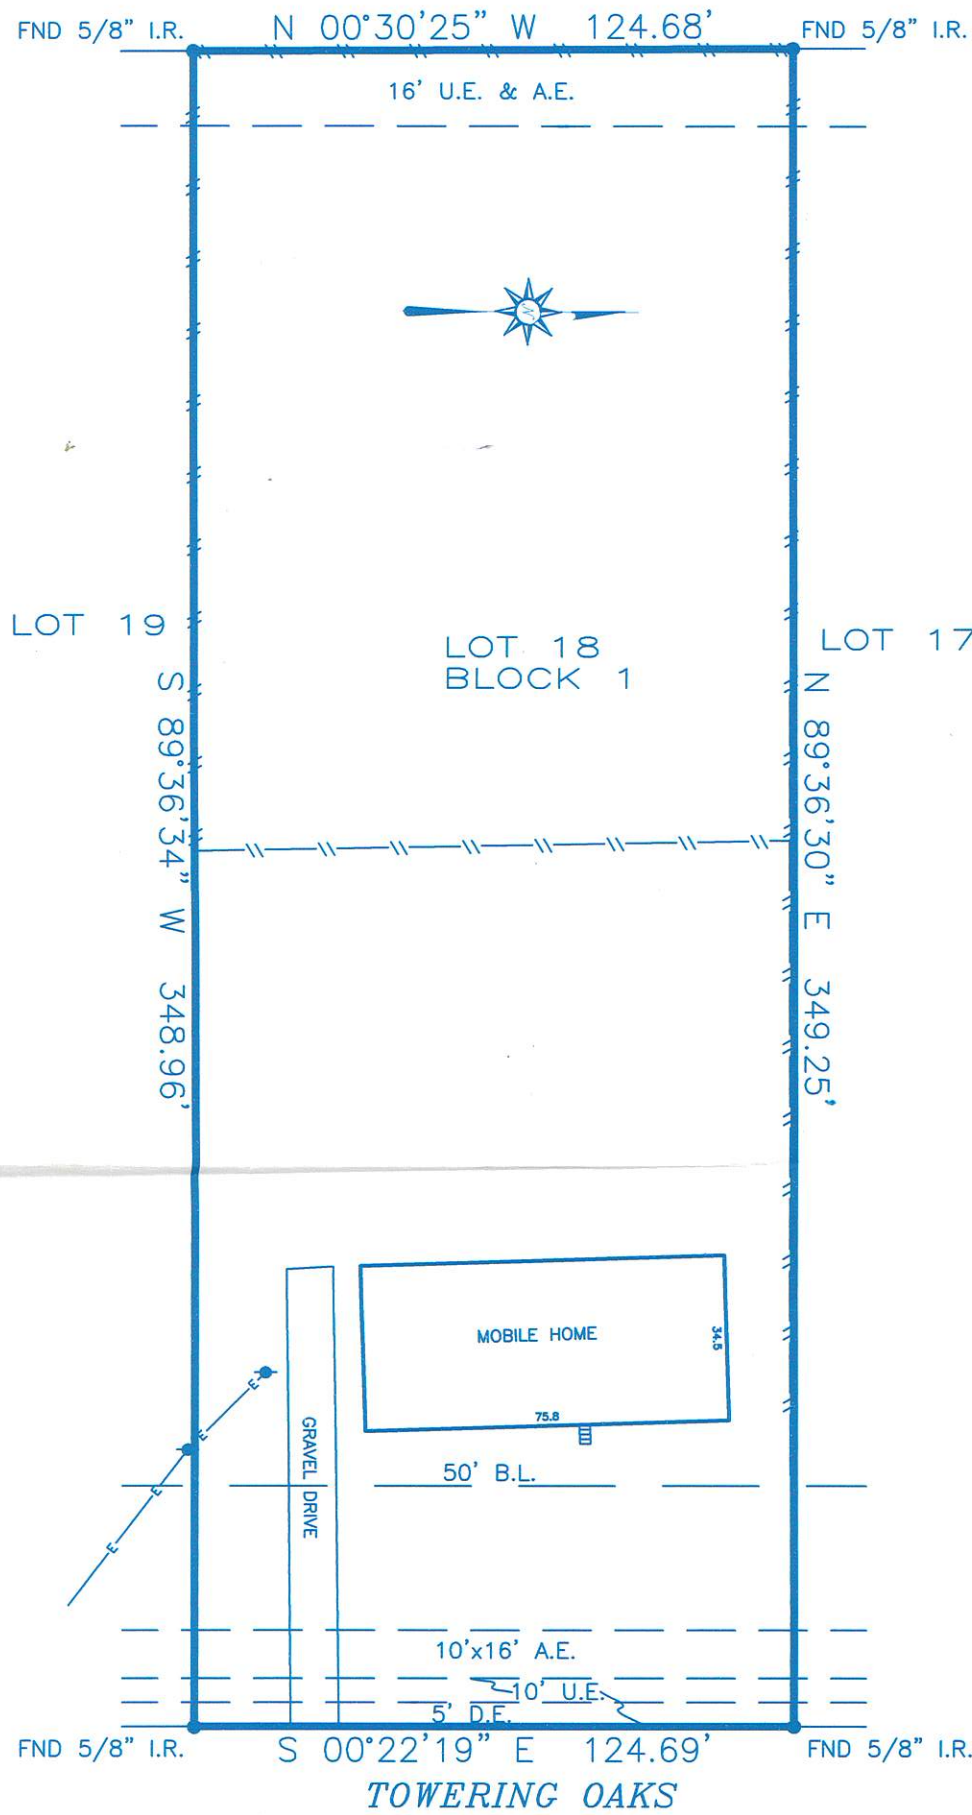 FND 5/8" I.R.
N 00°30'25" W 124.68'
FND 5/8" I.R.
16' U.E. & A.E.
N
LOT 19
LOT 18
BLOCK 1
LOT 17
S 89°36'34" W 348.96'
N 89°36'30" E 349.25'
MOBILE HOME
34.5
75.8
E
E
E
E
GRAVEL DRIVE
50' B.L.
10'x16' A.E.
10' U.E.
5' D.E.
FND 5/8" I.R.
S 00°22'19" E 124.69'
FND 5/8" I.R.
TOWERING OAKS